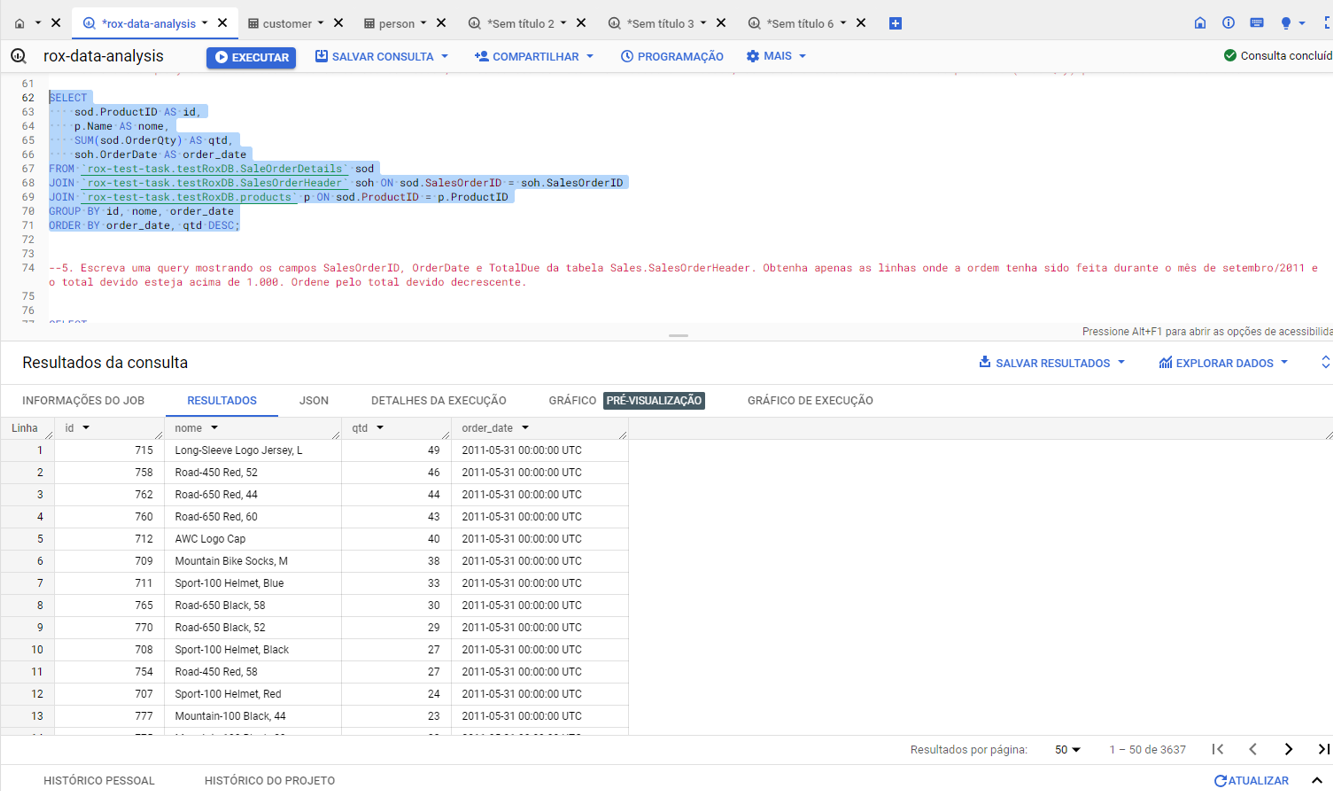 *rox-data-analysis
customer
person
*Sem título 2
*Sem título 3
*Sem título 6
rox-data-analysis
EXECUTAR
SALVAR CONSULTA
COMPARTILHAR
PROGRAMAÇÃO
MAIS
Consulta concluíd
61
62 SELECT
63 sod.ProductID AS id,
64 p.Name AS nome,
65 SUM(sod.OrderQty) AS qtd,
66 soh.OrderDate AS order_date
67 FROM `rox-test-task.testRoxDB.SaleOrderDetails` sod
68 JOIN `rox-test-task.testRoxDB.SalesOrderHeader` soh ON sod.SalesOrderID = soh.SalesOrderID
69 JOIN `rox-test-task.testRoxDB.products` p ON sod.ProductID = p.ProductID
70 GROUP BY id, nome, order_date
71 ORDER BY order_date, qtd DESC;
72
73
74 --5. Escreva uma query mostrando os campos SalesOrderID, OrderDate e TotalDue da tabela Sales.SalesOrderHeader. Obtenha apenas as linhas onde a ordem tenha sido feita durante o mês de setembro/2011 e
o total devido esteja acima de 1.000. Ordene pelo total devido decrescente.
75
76
77 SELECT
Pressione Alt+F1 para abrir as opções de acessibilida
Resultados da consulta
SALVAR RESULTADOS
EXPLORAR DADOS
INFORMAÇÕES DO JOB
RESULTADOS
JSON
DETALHES DA EXECUÇÃO
GRÁFICO PRÉ-VISUALIZAÇÃO
GRÁFICO DE EXECUÇÃO
Linha id nome qtd order_date
1 715 Long-Sleeve Logo Jersey, L 49 2011-05-31 00:00:00 UTC
2 758 Road-450 Red, 52 46 2011-05-31 00:00:00 UTC
3 762 Road-650 Red, 44 44 2011-05-31 00:00:00 UTC
4 760 Road-650 Red, 60 43 2011-05-31 00:00:00 UTC
5 712 AWC Logo Cap 40 2011-05-31 00:00:00 UTC
6 709 Mountain Bike Socks, M 38 2011-05-31 00:00:00 UTC
7 711 Sport-100 Helmet, Blue 33 2011-05-31 00:00:00 UTC
8 765 Road-650 Black, 58 30 2011-05-31 00:00:00 UTC
9 770 Road-650 Black, 52 29 2011-05-31 00:00:00 UTC
10 708 Sport-100 Helmet, Black 27 2011-05-31 00:00:00 UTC
11 754 Road-450 Red, 58 27 2011-05-31 00:00:00 UTC
12 707 Sport-100 Helmet, Red 24 2011-05-31 00:00:00 UTC
13 777 Mountain-100 Black, 44 23 2011-05-31 00:00:00 UTC
Resultados por página: 50 1 – 50 de 3637
HISTÓRICO PESSOAL
HISTÓRICO DO PROJETO
ATUALIZAR